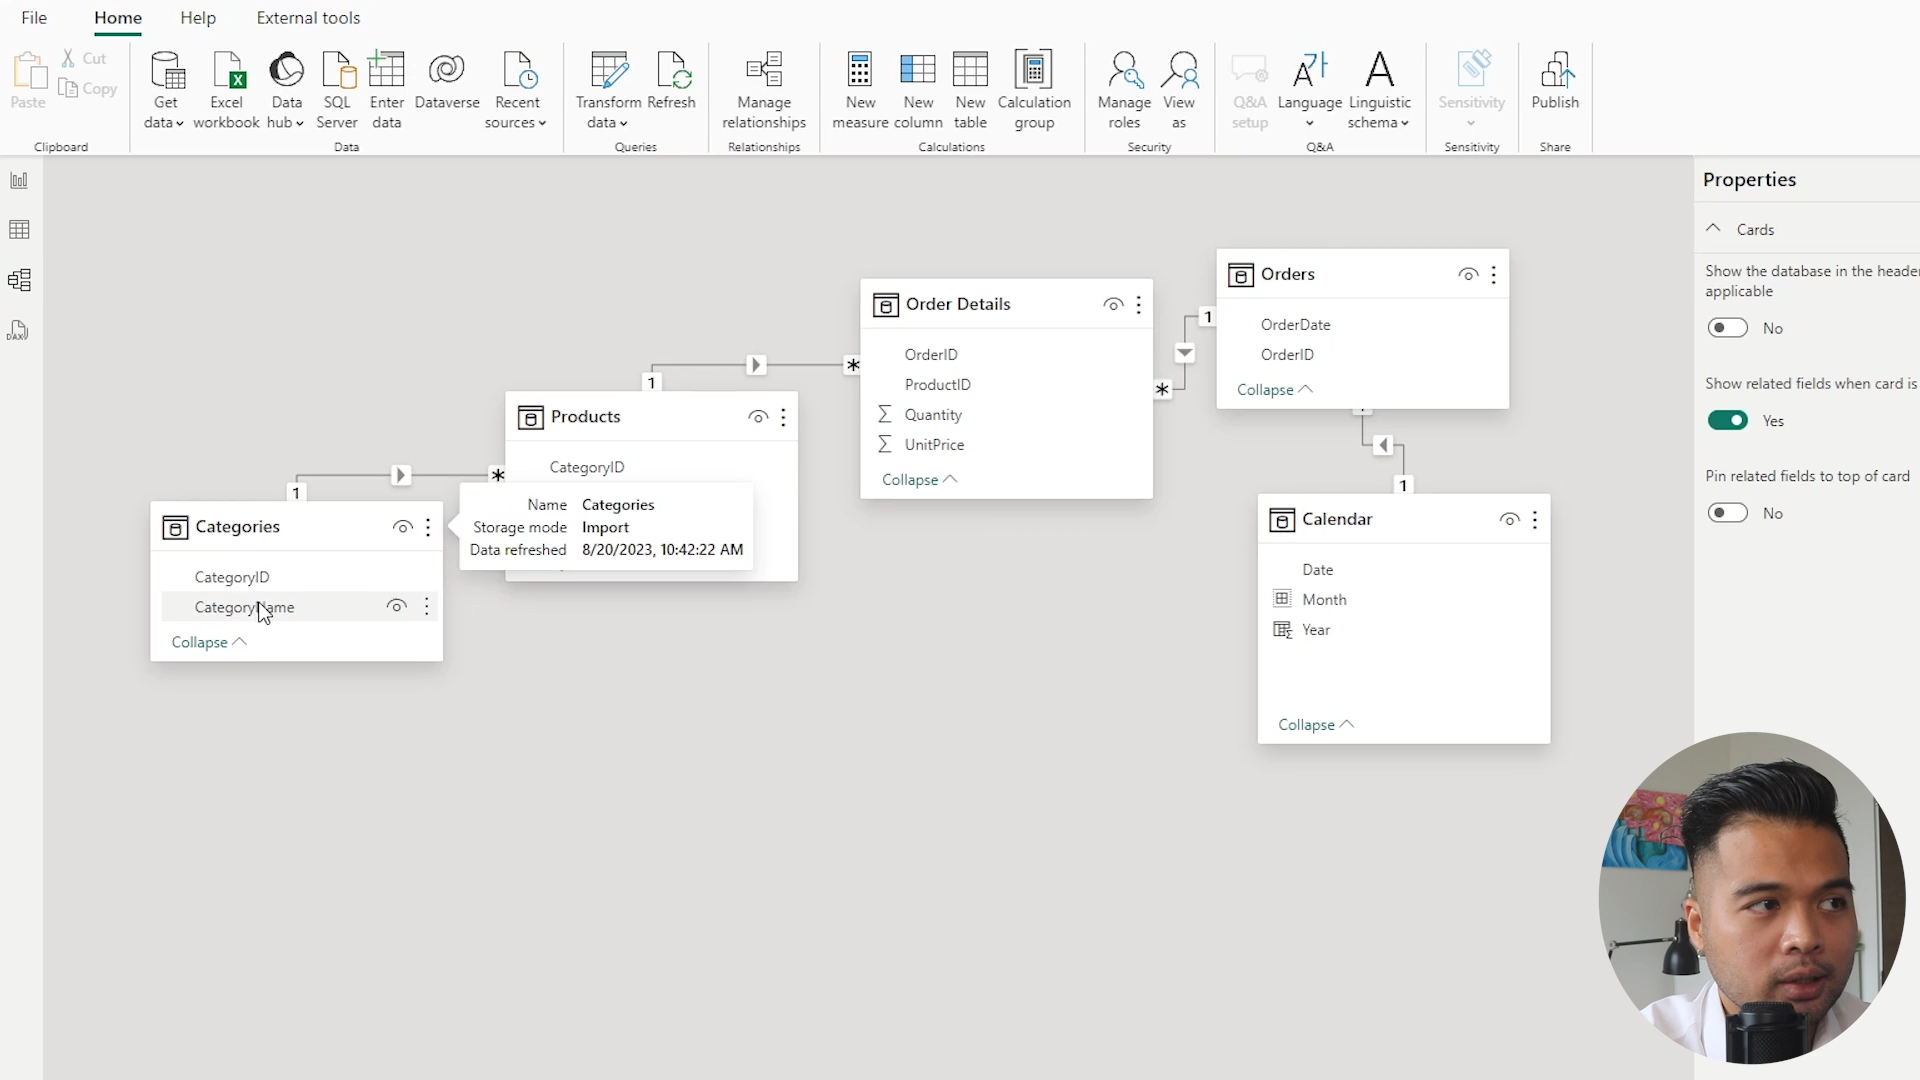 File Home Help External tools
Paste
Cut
Copy
Clipboard
Get data
Excel workbook
Data hub
SQL Server
Enter data
Dataverse
Recent sources
Data
Transform data
Refresh
Queries
Manage relationships
Relationships
New measure
New column
New table
Calculation group
Calculations
Manage roles
View as
Security
Q&A setup
Language
Linguistic schema
Q&A
Sensitivity
Sensitivity
Publish
Share
DAX
Categories
CategoryID
CategoryName
Collapse
1
*
Name Categories
Storage mode Import
Data refreshed 8/20/2023, 10:42:22 AM
Products
CategoryID
1
*
Order Details
OrderID
ProductID
Σ Quantity
Σ UnitPrice
Collapse
*
1
Orders
OrderDate
OrderID
Collapse
1
Calendar
Date
Month
Year
Collapse
Properties
Cards
Show the database in the header
applicable
No
Show related fields when card is
Yes
Pin related fields to top of card
No